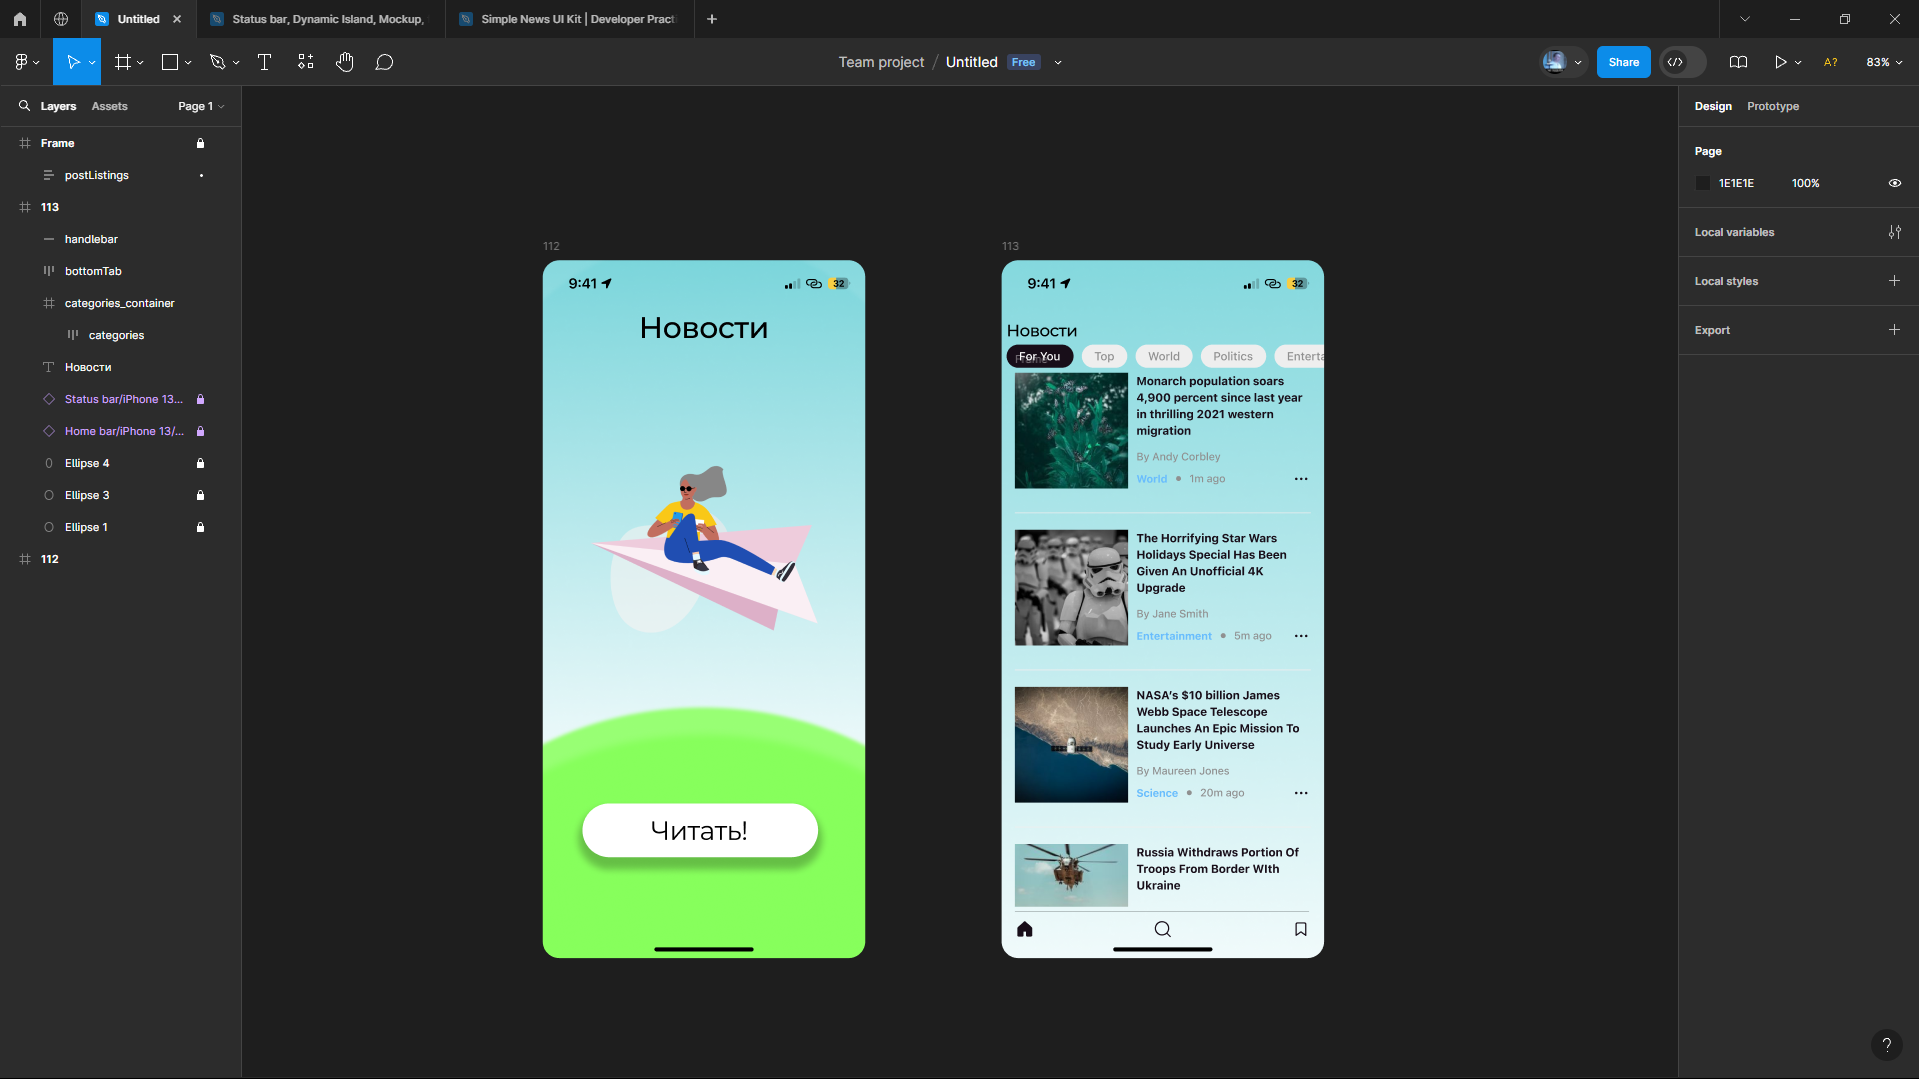 Untitled
Status bar, Dynamic Island, Mockup,
Simple News UI Kit | Developer Practi
Team project / Untitled Free
Share
A?
83%
Layers
Assets
Page 1
Frame
postListings
113
handlebar
bottomTab
categories_container
categories
Новости
Status bar/iPhone 13...
Home bar/iPhone 13/...
Ellipse 4
Ellipse 3
Ellipse 1
112
112
9:41
32
Новости
Читать!
113
9:41
32
Новости
Frame
For You
Top
World
Politics
Enterta
Monarch population soars
4,900 percent since last year
in thrilling 2021 western
migration
By Andy Corbley
World • 1m ago
The Horrifying Star Wars
Holidays Special Has Been
Given An Unofficial 4K
Upgrade
By Jane Smith
Entertainment • 5m ago
NASA's $10 billion James
Webb Space Telescope
Launches An Epic Mission To
Study Early Universe
By Maureen Jones
Science • 20m ago
Russia Withdraws Portion Of
Troops From Border WIth
Ukraine
Design
Prototype
Page
1E1E1E
100%
Local variables
Local styles
Export
?